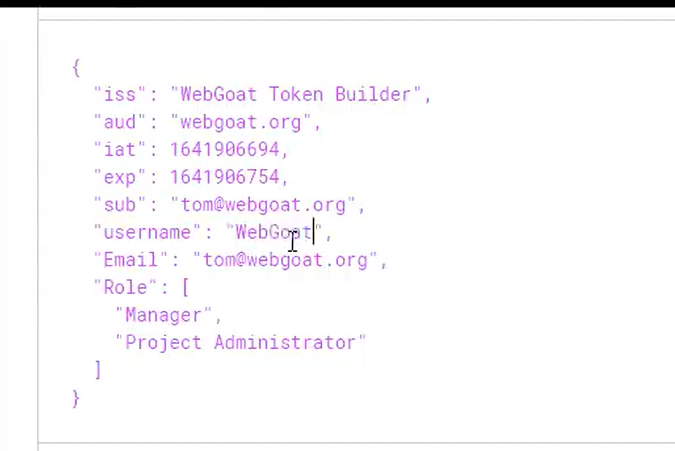 {
"iss": "WebGoat Token Builder",
"aud": "webgoat.org",
"iat": 1641906694,
"exp": 1641906754,
"sub": "tom@webgoat.org",
"username": "WebGoat",
"Email": "tom@webgoat.org",
"Role": [
"Manager",
"Project Administrator"
]
}